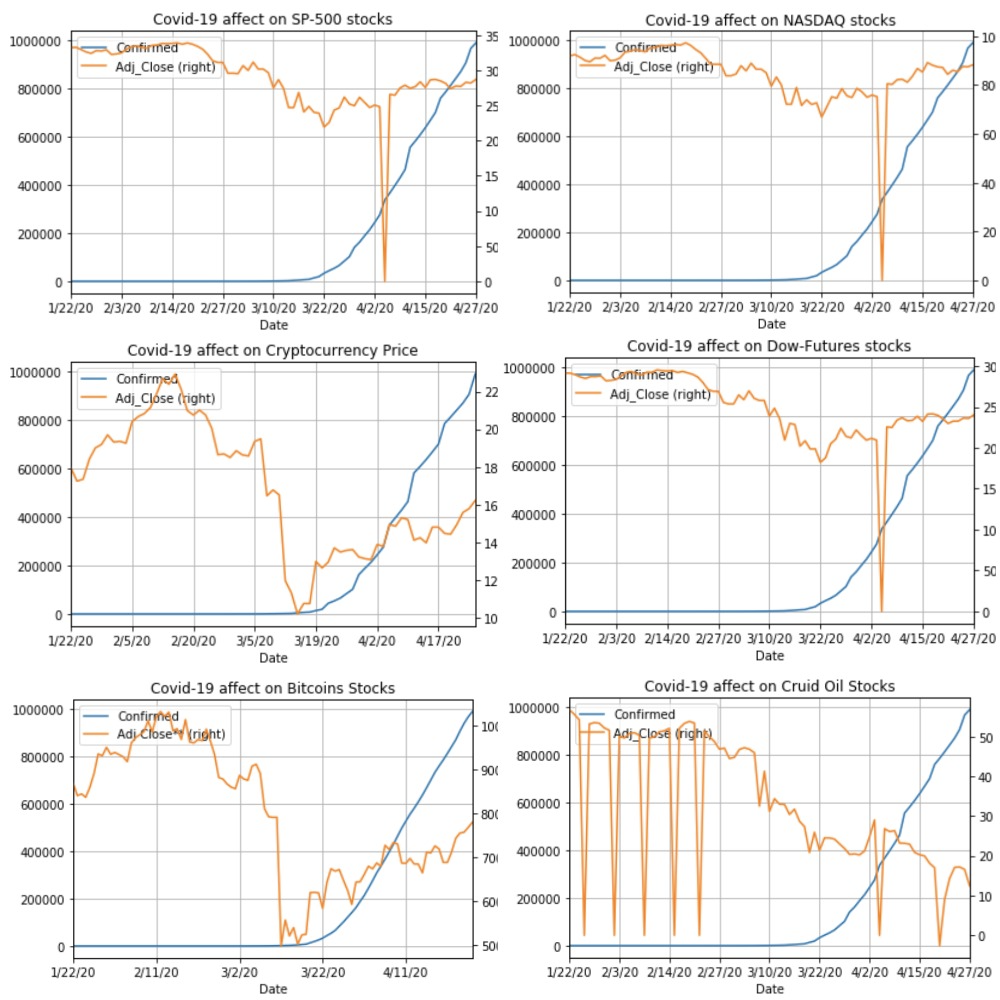 Covid-19 affect on SP-500 stocks
Confirmed
Adj_Close (right)
1000000
800000
600000
400000
200000
0
35
30
25
20
15
10
50
0
1/22/20 2/3/20 2/14/20 2/27/20 3/10/20 3/22/20 4/2/20 4/15/20 4/27/20
Date
Covid-19 affect on NASDAQ stocks
Confirmed
Adj_Close (right)
1000000
800000
600000
400000
200000
0
10
80
60
40
20
0
1/22/20 2/3/20 2/14/20 2/27/20 3/10/20 3/22/20 4/2/20 4/15/20 4/27/20
Date
Covid-19 affect on Cryptocurrency Price
Confirmed
Adj_Close (right)
1000000
800000
600000
400000
200000
0
22
20
18
16
14
12
10
1/22/20 2/5/20 2/20/20 3/5/20 3/19/20 4/2/20 4/17/20
Date
Covid-19 affect on Dow-Futures stocks
Confirmed
Adj_Close (right)
1000000
800000
600000
400000
200000
0
30
25
20
15
10
50
0
1/22/20 2/3/20 2/14/20 2/27/20 3/10/20 3/22/20 4/2/20 4/15/20 4/27/20
Date
Covid-19 affect on Bitcoins Stocks
Confirmed
Adj Close** (right)
1000000
800000
600000
400000
200000
0
100
900
800
700
600
500
1/22/20 2/11/20 3/2/20 3/22/20 4/11/20
Date
Covid-19 affect on Cruid Oil Stocks
Confirmed
Adj_Close (right)
1000000
800000
600000
400000
200000
0
50
40
30
20
10
0
1/22/20 2/3/20 2/14/20 2/27/20 3/10/20 3/22/20 4/2/20 4/15/20 4/27/20
Date